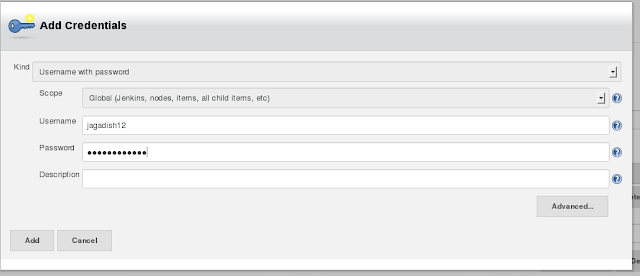 Add Credentials
Kind
Username with password
Scope
Global (Jenkins, nodes, items, all child items, etc)
Username
jagadish12
Password
●●●●●●●●●●●●
Description
Advanced...
Add
Cancel